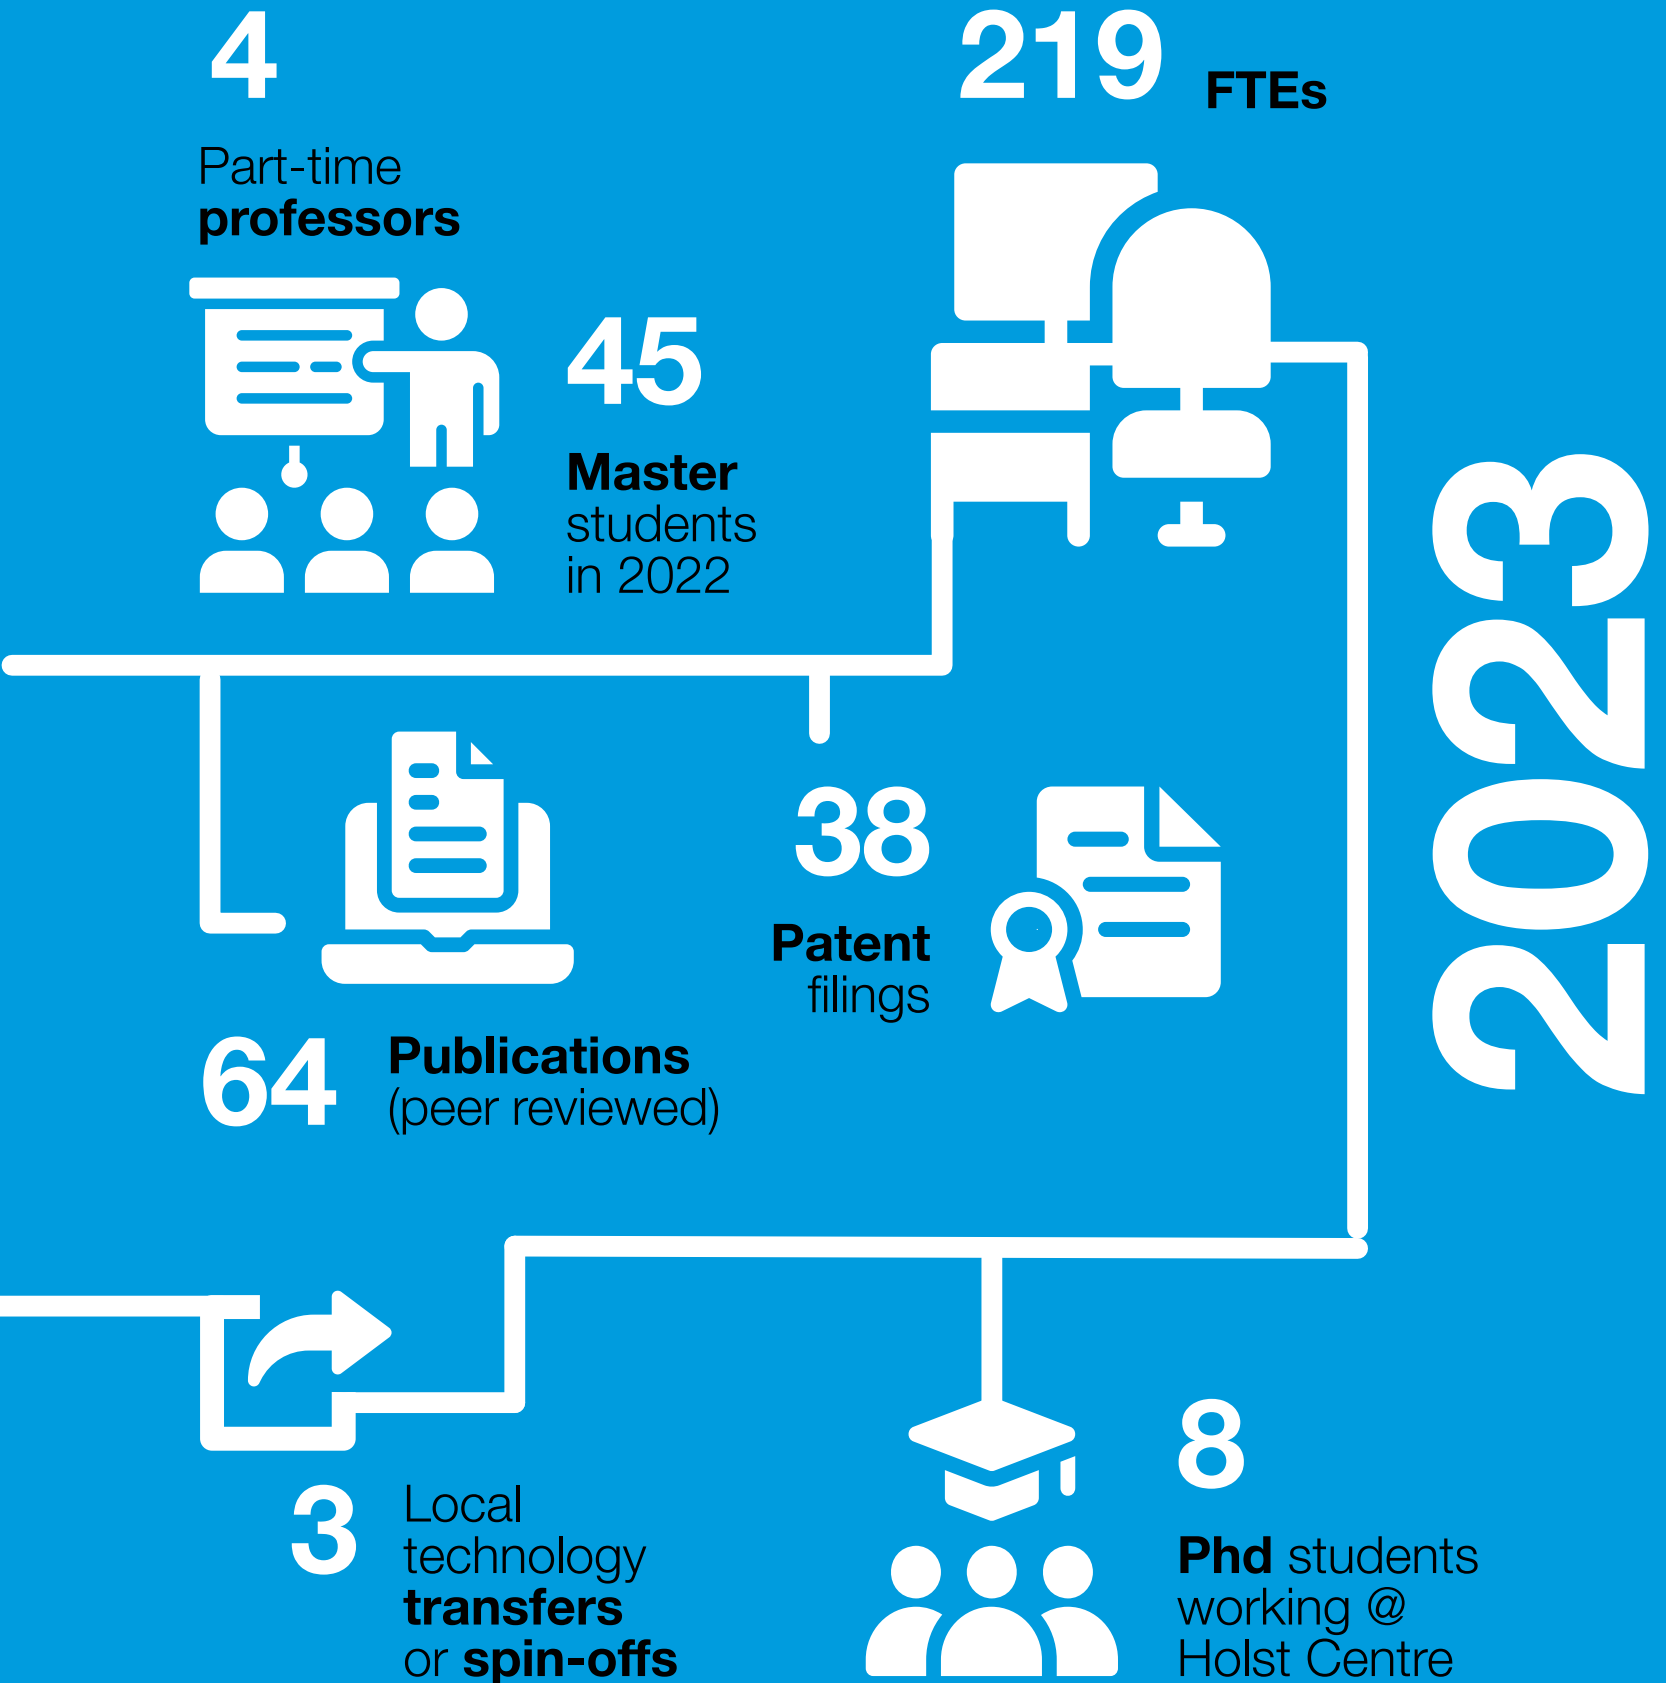 4
Part-time
professors
219 FTEs
45
Master
students
in 2022
2023
38
Patent
filings
64
Publications
(peer reviewed)
3
Local
technology
transfers
or spin-offs
8
Phd students
working @
Holst Centre